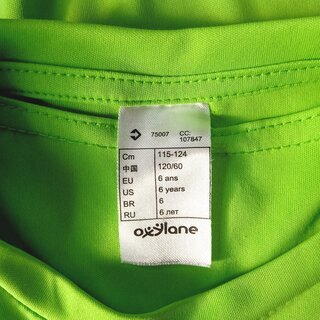 75007 CC:
107847
Cm 115-124
中国 120/60
EU 6 ans
US 6 years
BR 6
RU 6 лет
oxylane